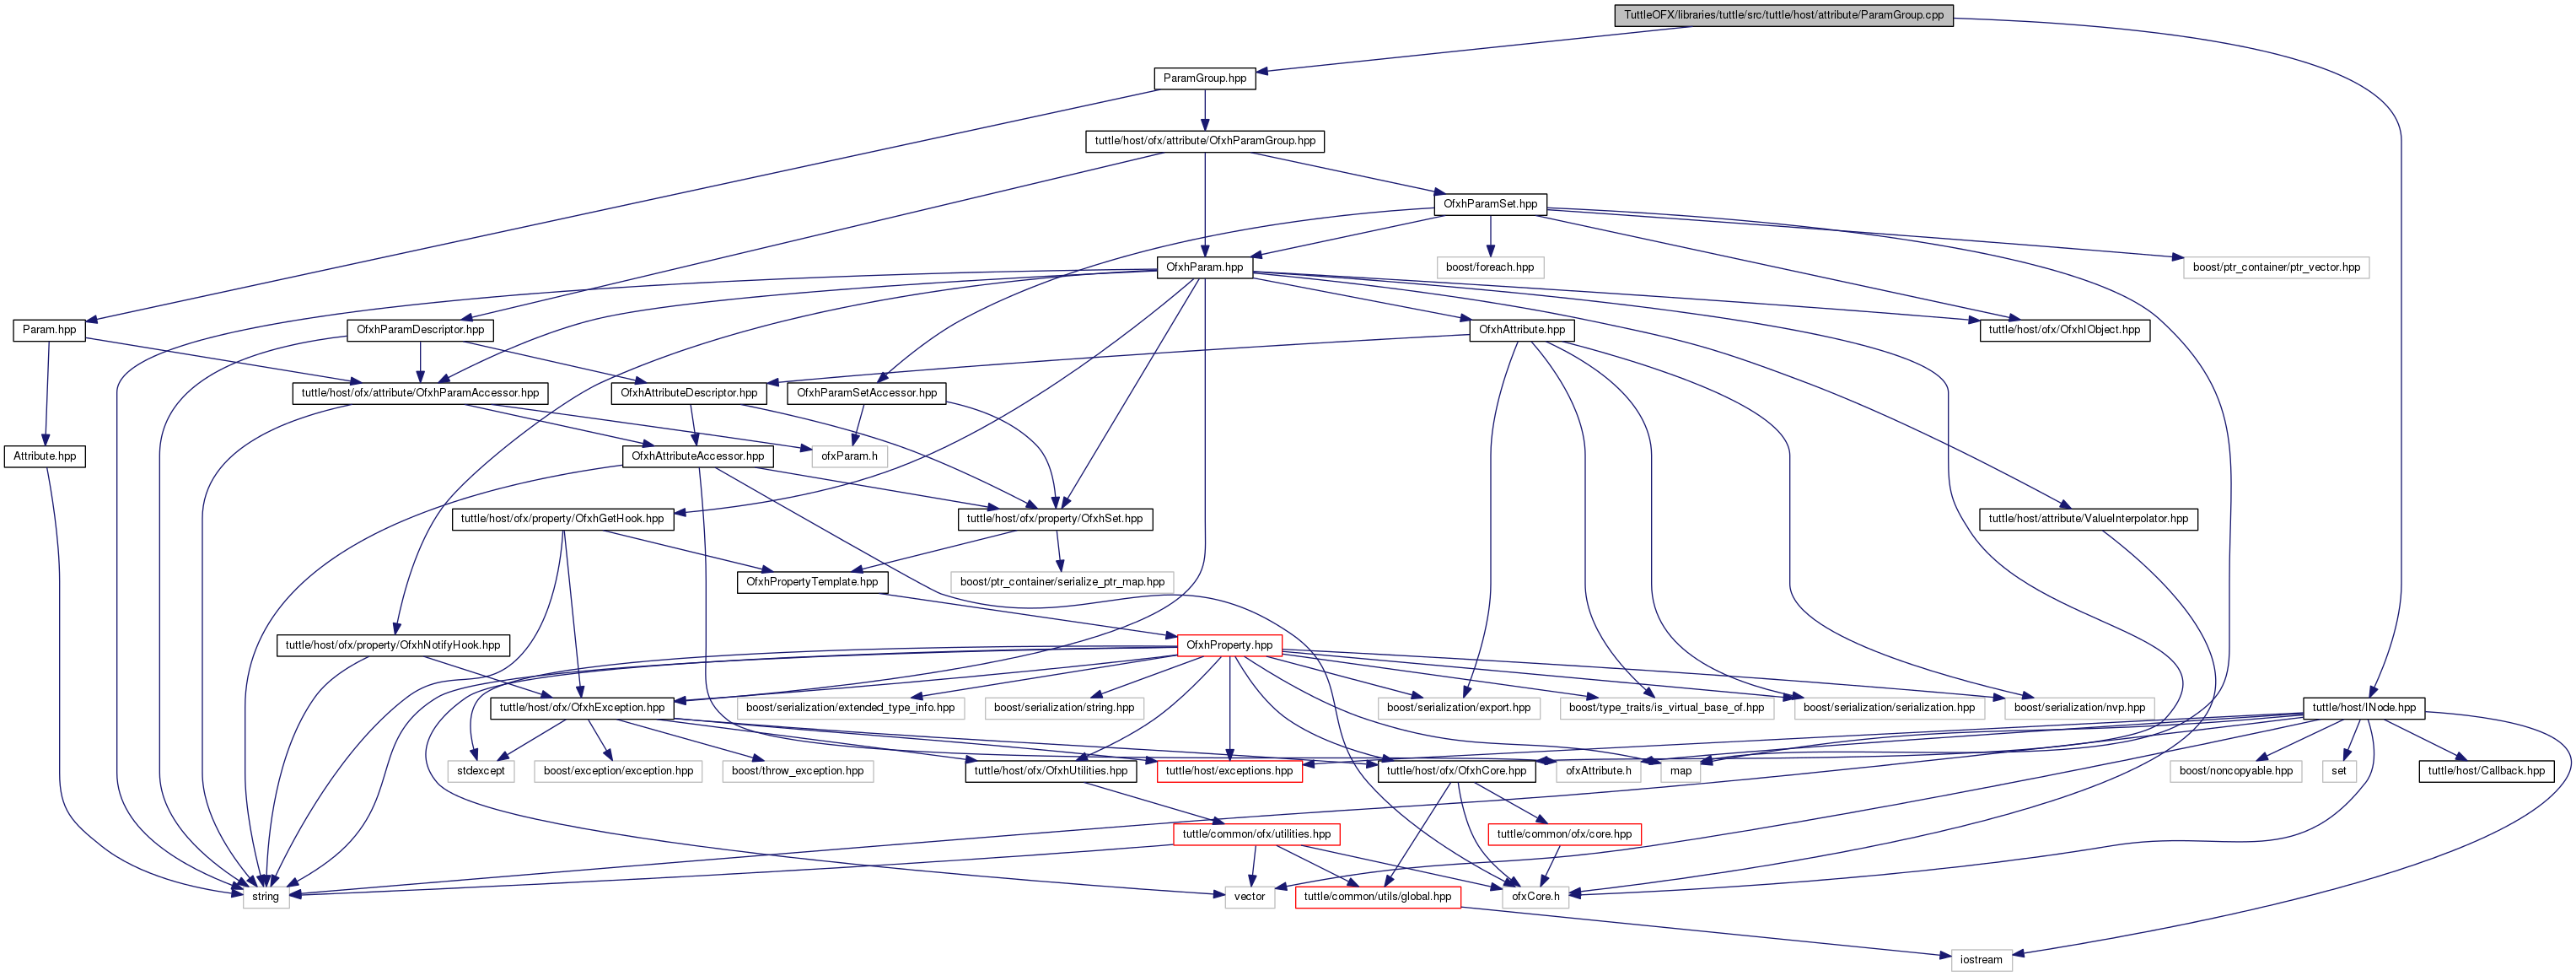 TuttleOFX/libraries/tuttle/src/tuttle/host/attribute/ParamGroup.cpp
ParamGroup.hpp
tuttle/host/ofx/attribute/OfxhParamGroup.hpp
OfxhParamSet.hpp
OfxhParam.hpp
boost/foreach.hpp
boost/ptr_container/ptr_vector.hpp
Param.hpp
OfxhParamDescriptor.hpp
OfxhAttribute.hpp
tuttle/host/ofx/OfxhIObject.hpp
tuttle/host/ofx/attribute/OfxhParamAccessor.hpp
OfxhAttributeDescriptor.hpp
OfxhParamSetAccessor.hpp
Attribute.hpp
OfxhAttributeAccessor.hpp
ofxParam.h
tuttle/host/ofx/property/OfxhGetHook.hpp
tuttle/host/ofx/property/OfxhSet.hpp
tuttle/host/attribute/ValueInterpolator.hpp
OfxhPropertyTemplate.hpp
boost/ptr_container/serialize_ptr_map.hpp
tuttle/host/ofx/property/OfxhNotifyHook.hpp
OfxhProperty.hpp
tuttle/host/ofx/OfxhException.hpp
boost/serialization/extended_type_info.hpp
boost/serialization/string.hpp
boost/serialization/export.hpp
boost/type_traits/is_virtual_base_of.hpp
boost/serialization/serialization.hpp
boost/serialization/nvp.hpp
tuttle/host/INode.hpp
stdexcept
boost/exception/exception.hpp
boost/throw_exception.hpp
tuttle/host/ofx/OfxhUtilities.hpp
tuttle/host/exceptions.hpp
tuttle/host/ofx/OfxhCore.hpp
ofxAttribute.h
map
boost/noncopyable.hpp
set
tuttle/host/Callback.hpp
tuttle/common/ofx/utilities.hpp
tuttle/common/ofx/core.hpp
string
vector
tuttle/common/utils/global.hpp
ofxCore.h
iostream